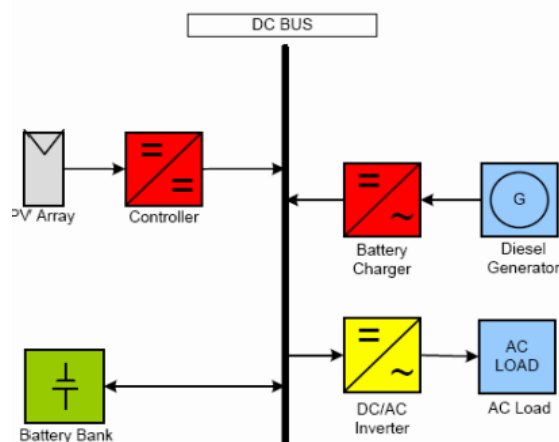 DC BUS
PV' Array
Controller
G
Battery
Charger
Diesel
Generator
AC
LOAD
Battery Bank
DC/AC
Inverter
AC Load